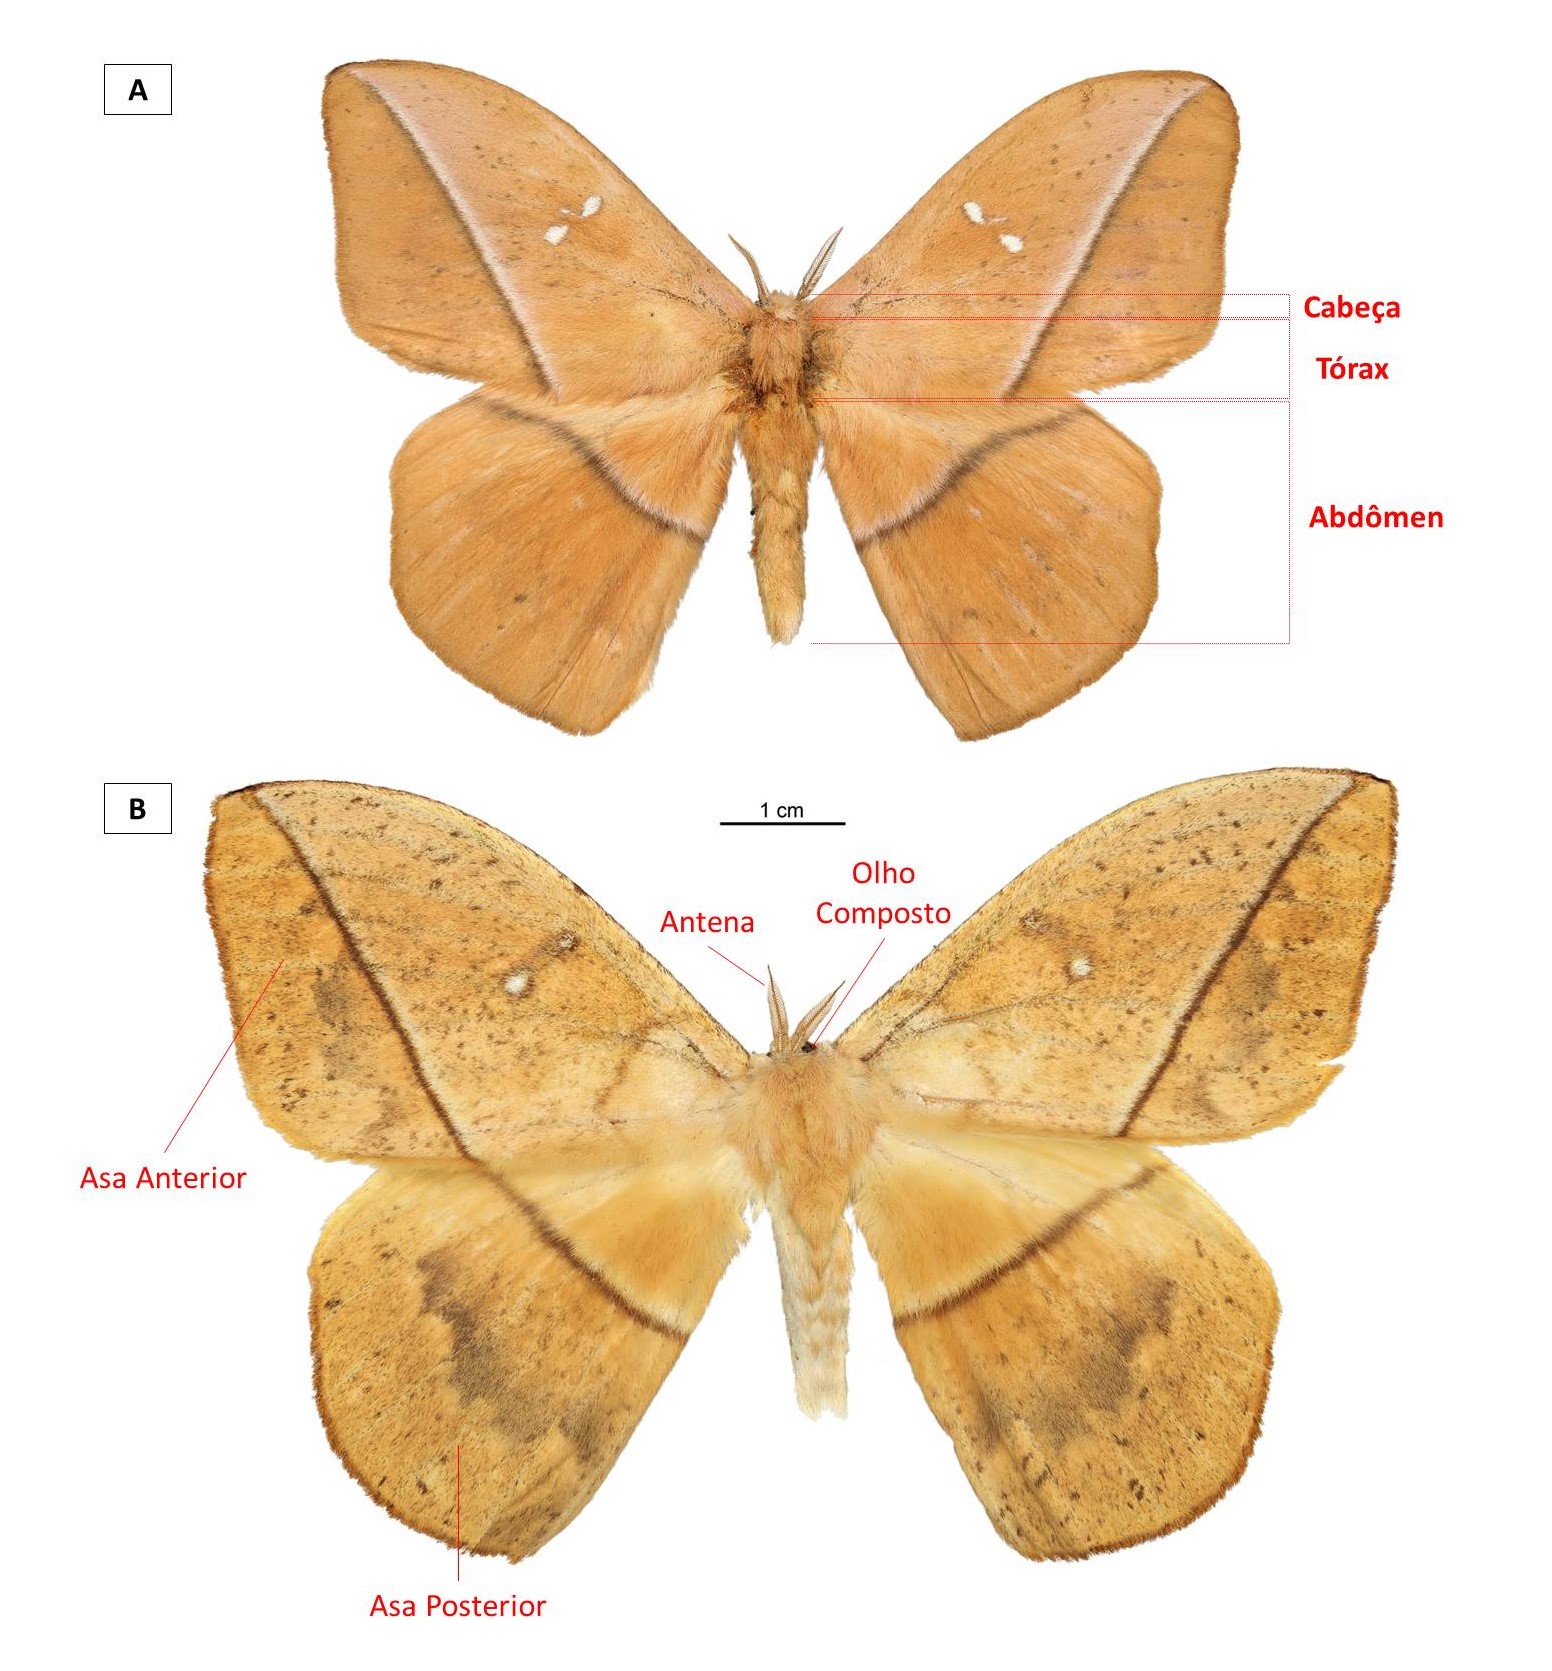 A
Cabeça
Tórax
Abdômen
B
1 cm
Olho
Composto
Antena
Asa Anterior
Asa Posterior